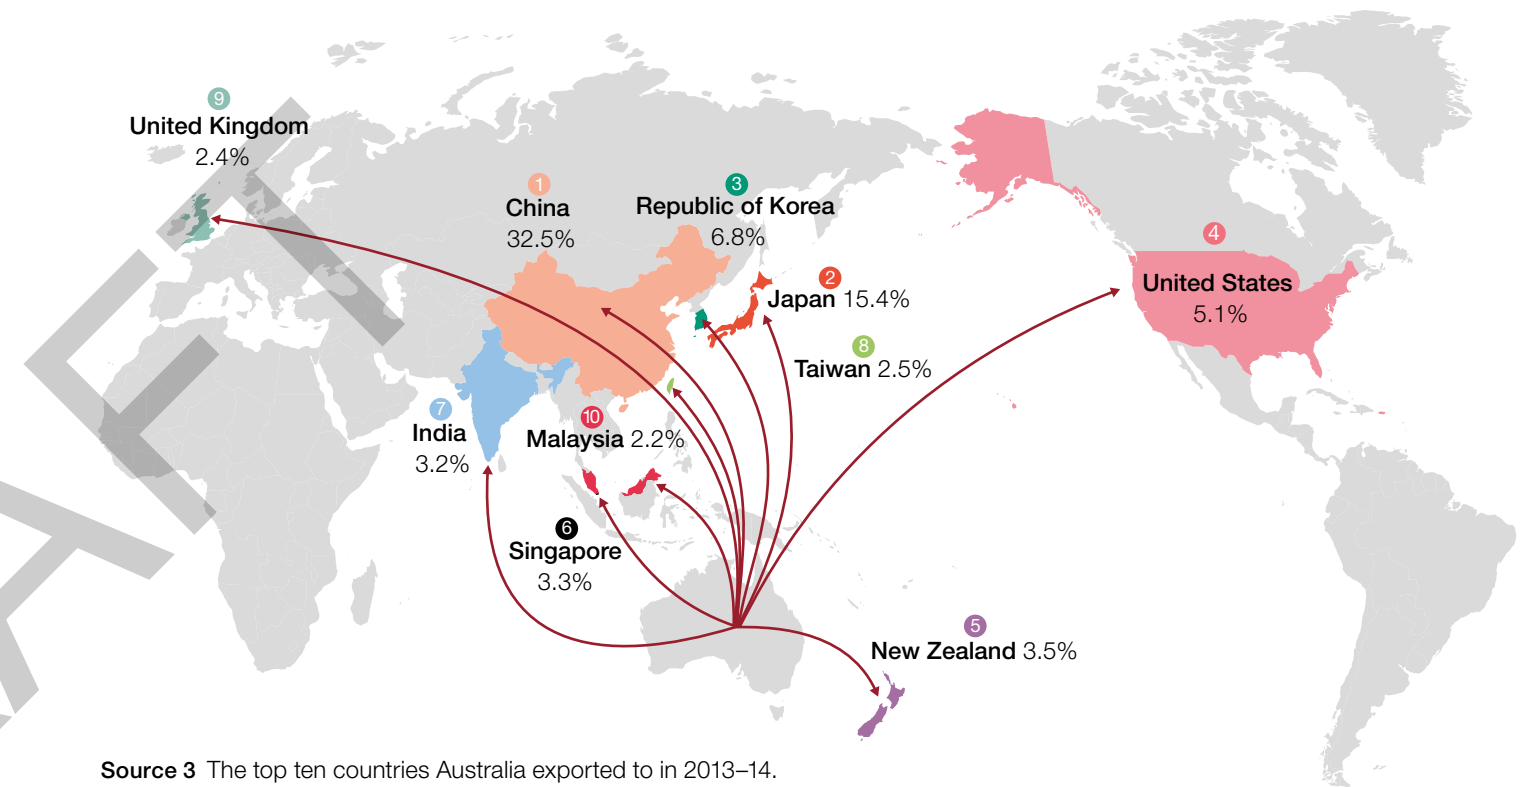 9
United Kingdom
2.4%
1
China
32.5%
3
Republic of Korea
6.8%
2
Japan 15.4%
4
United States
5.1%
8
Taiwan 2.5%
7
India
3.2%
10
Malaysia 2.2%
6
Singapore
3.3%
5
New Zealand 3.5%
Source 3 The top ten countries Australia exported to in 2013–14.